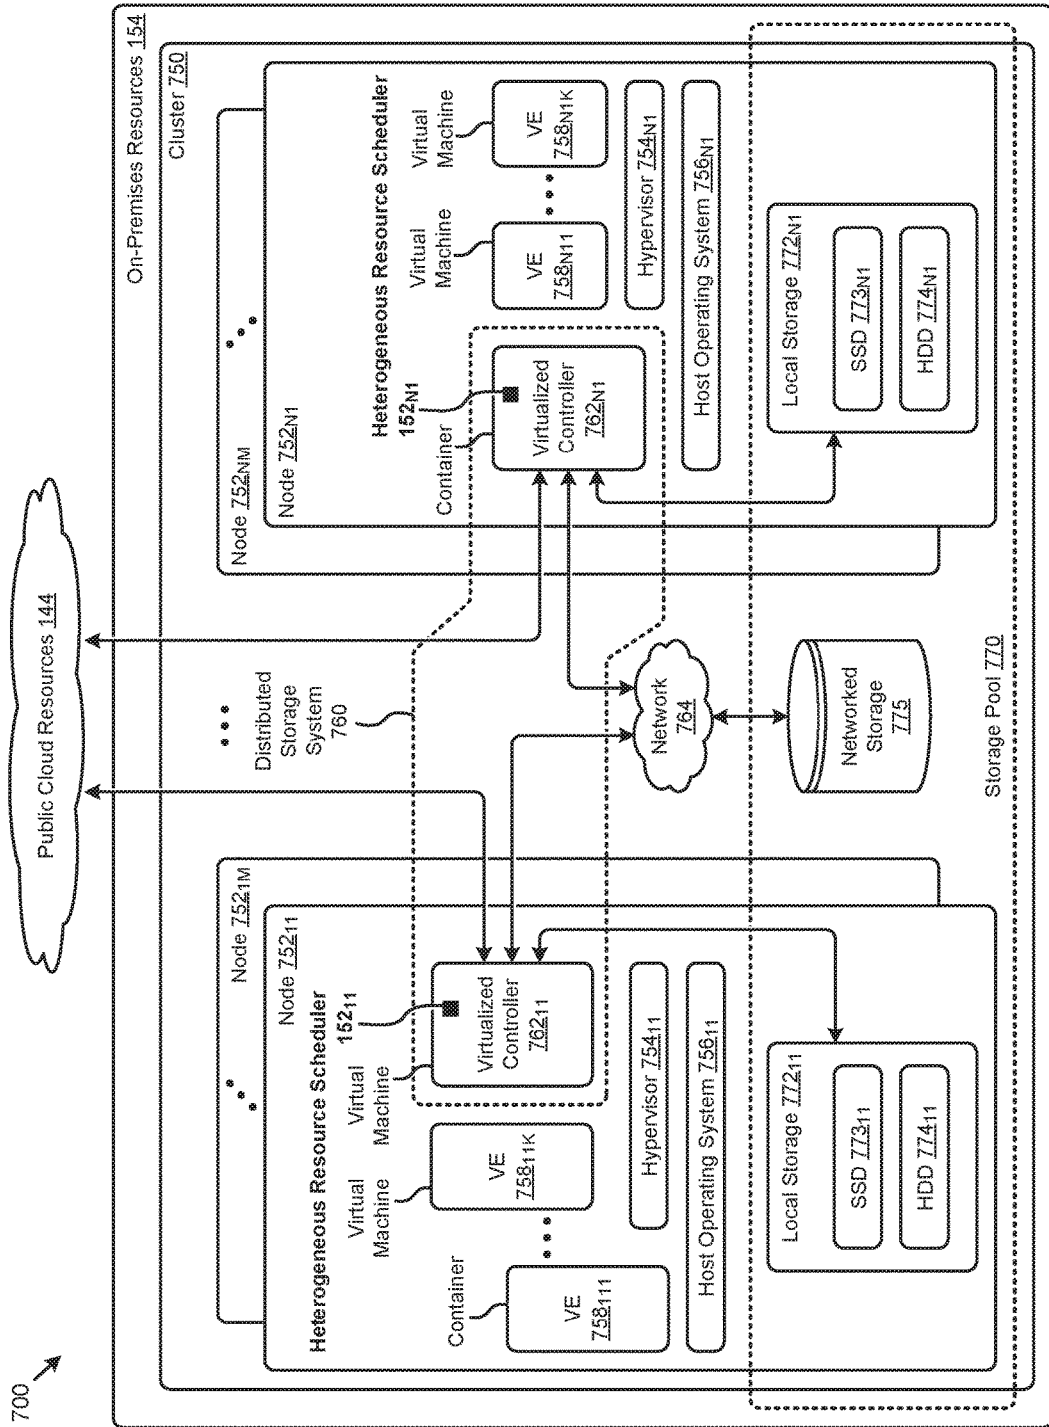 700
Public Cloud Resources 144
On-Premises Resources 154
Cluster 750
Node 752₁M
Node 752₁₁
Heterogeneous Resource Scheduler
152₁₁
Container
VE
758₁₁₁
Virtual
Machine
VE
758₁₁K
Virtual
Machine
Virtualized
Controller
762₁₁
Hypervisor 754₁₁
Host Operating System 756₁₁
Local Storage 772₁₁
SSD 773₁₁
HDD 774₁₁
Distributed
Storage
System
760
Network
764
Networked
Storage
775
Storage Pool 770
Node 752NM
Node 752N1
Heterogeneous Resource Scheduler
152N1
Container
Virtualized
Controller
762N1
Virtual
Machine
VE
758N11
Virtual
Machine
VE
758N1K
Hypervisor 754N1
Host Operating System 756N1
Local Storage 772N1
SSD 773N1
HDD 774N1